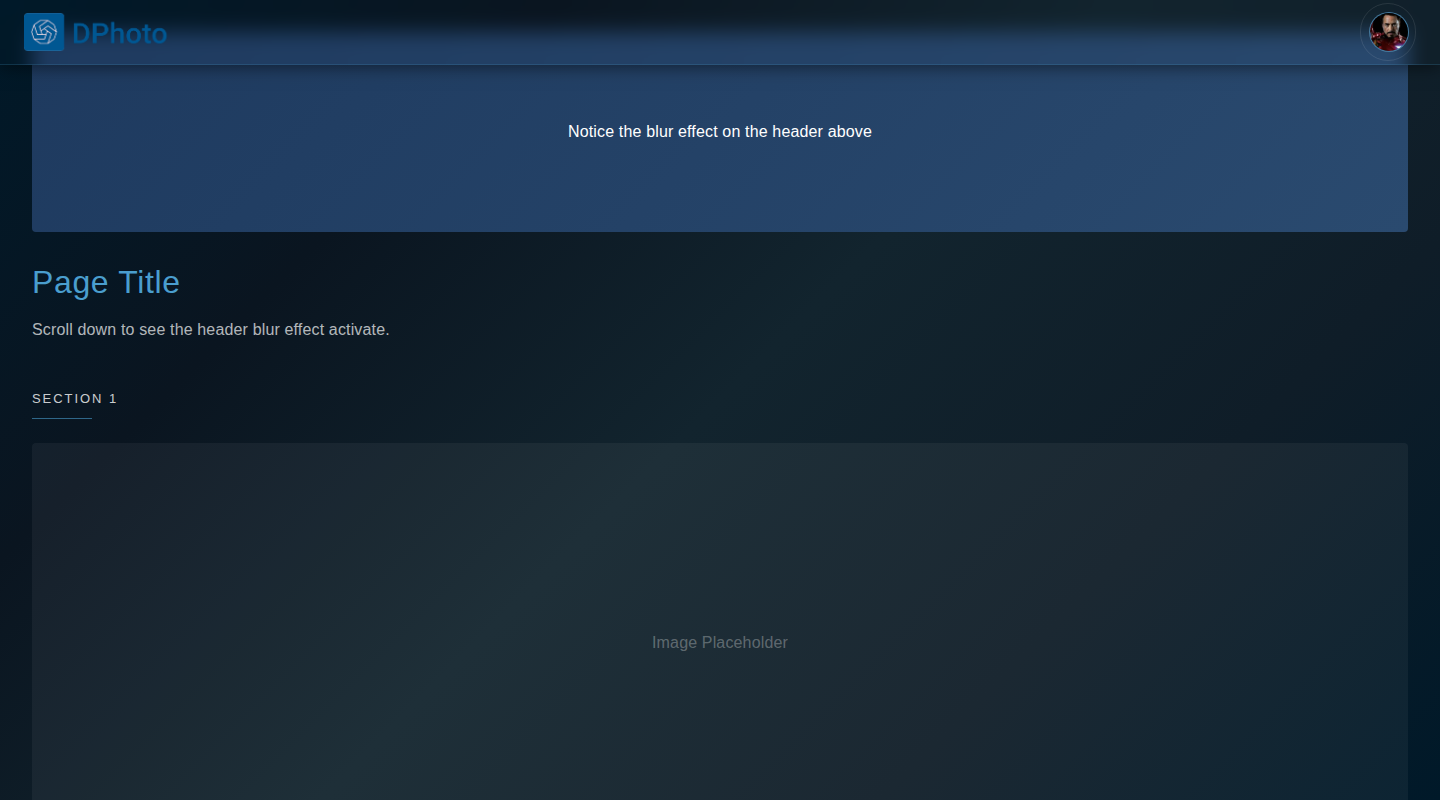 DPhoto
Notice the blur effect on the header above
Page Title
Scroll down to see the header blur effect activate.
SECTION 1
Image Placeholder